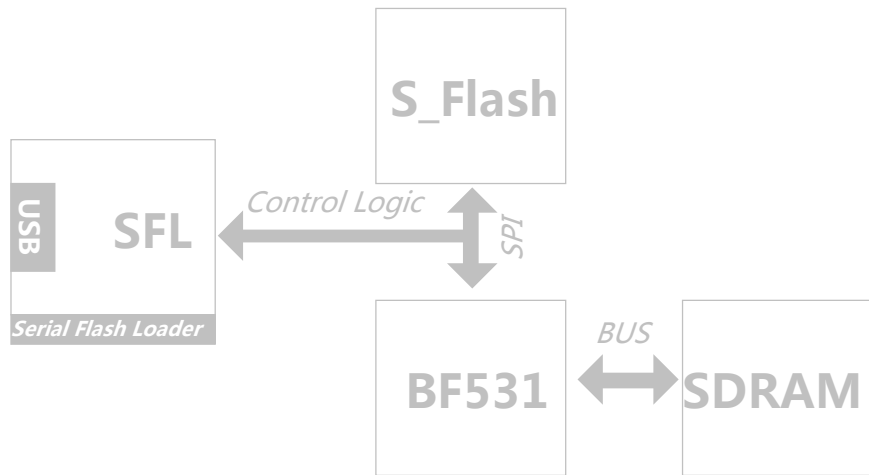 S_Flash
Control Logic
USB
SFL
SPI
Serial Flash Loader
BUS
BF531
SDRAM